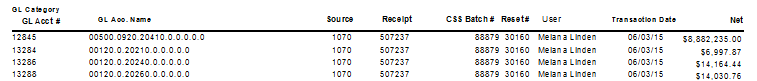 GL Category
GL Acct # GL Acc. Name Source Receipt CSS Batch # Reset# User Transaction Date Net
12845 00500.0920.20410.0.0.0.0.0 1070 507237 88879 30160 Melana Linden 06/03/15 $8,882,235.00
13284 00120.0.20210.0.0.0.0.0 1070 507237 88879 30160 Melana Linden 06/03/15 $6,997.87
13286 00120.0.20240.0.0.0.0.0 1070 507237 88879 30160 Melana Linden 06/03/15 $14,164.44
13288 00120.0.20260.0.0.0.0.0 1070 507237 88879 30160 Melana Linden 06/03/15 $14,030.76